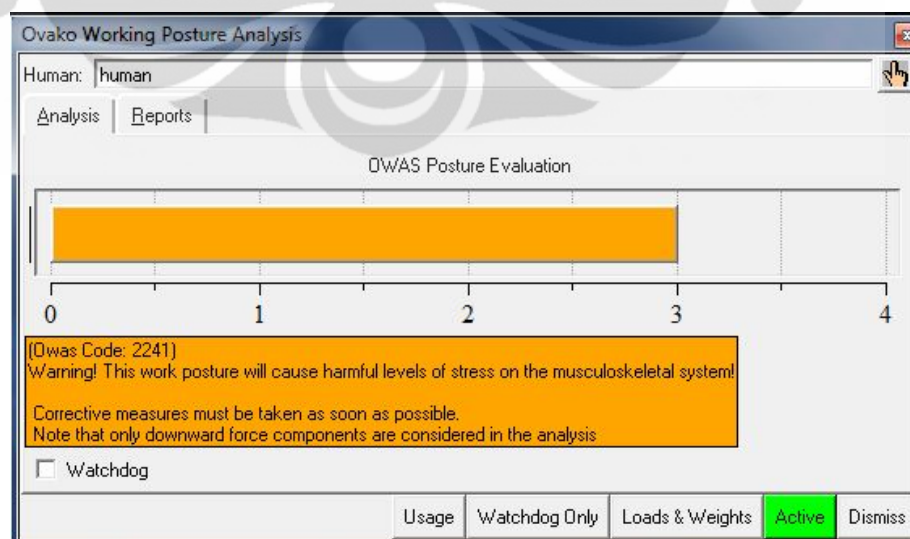 Ovako Working Posture Analysis
Human: human
Analysis Reports
OWAS Posture Evaluation
0 1 2 3 4
(Owas Code: 2241)
Warning! This work posture will cause harmful levels of stress on the musculoskeletal system!
Corrective measures must be taken as soon as possible.
Note that only downward force components are considered in the analysis
Watchdog
Usage Watchdog Only Loads & Weights Active Dismiss